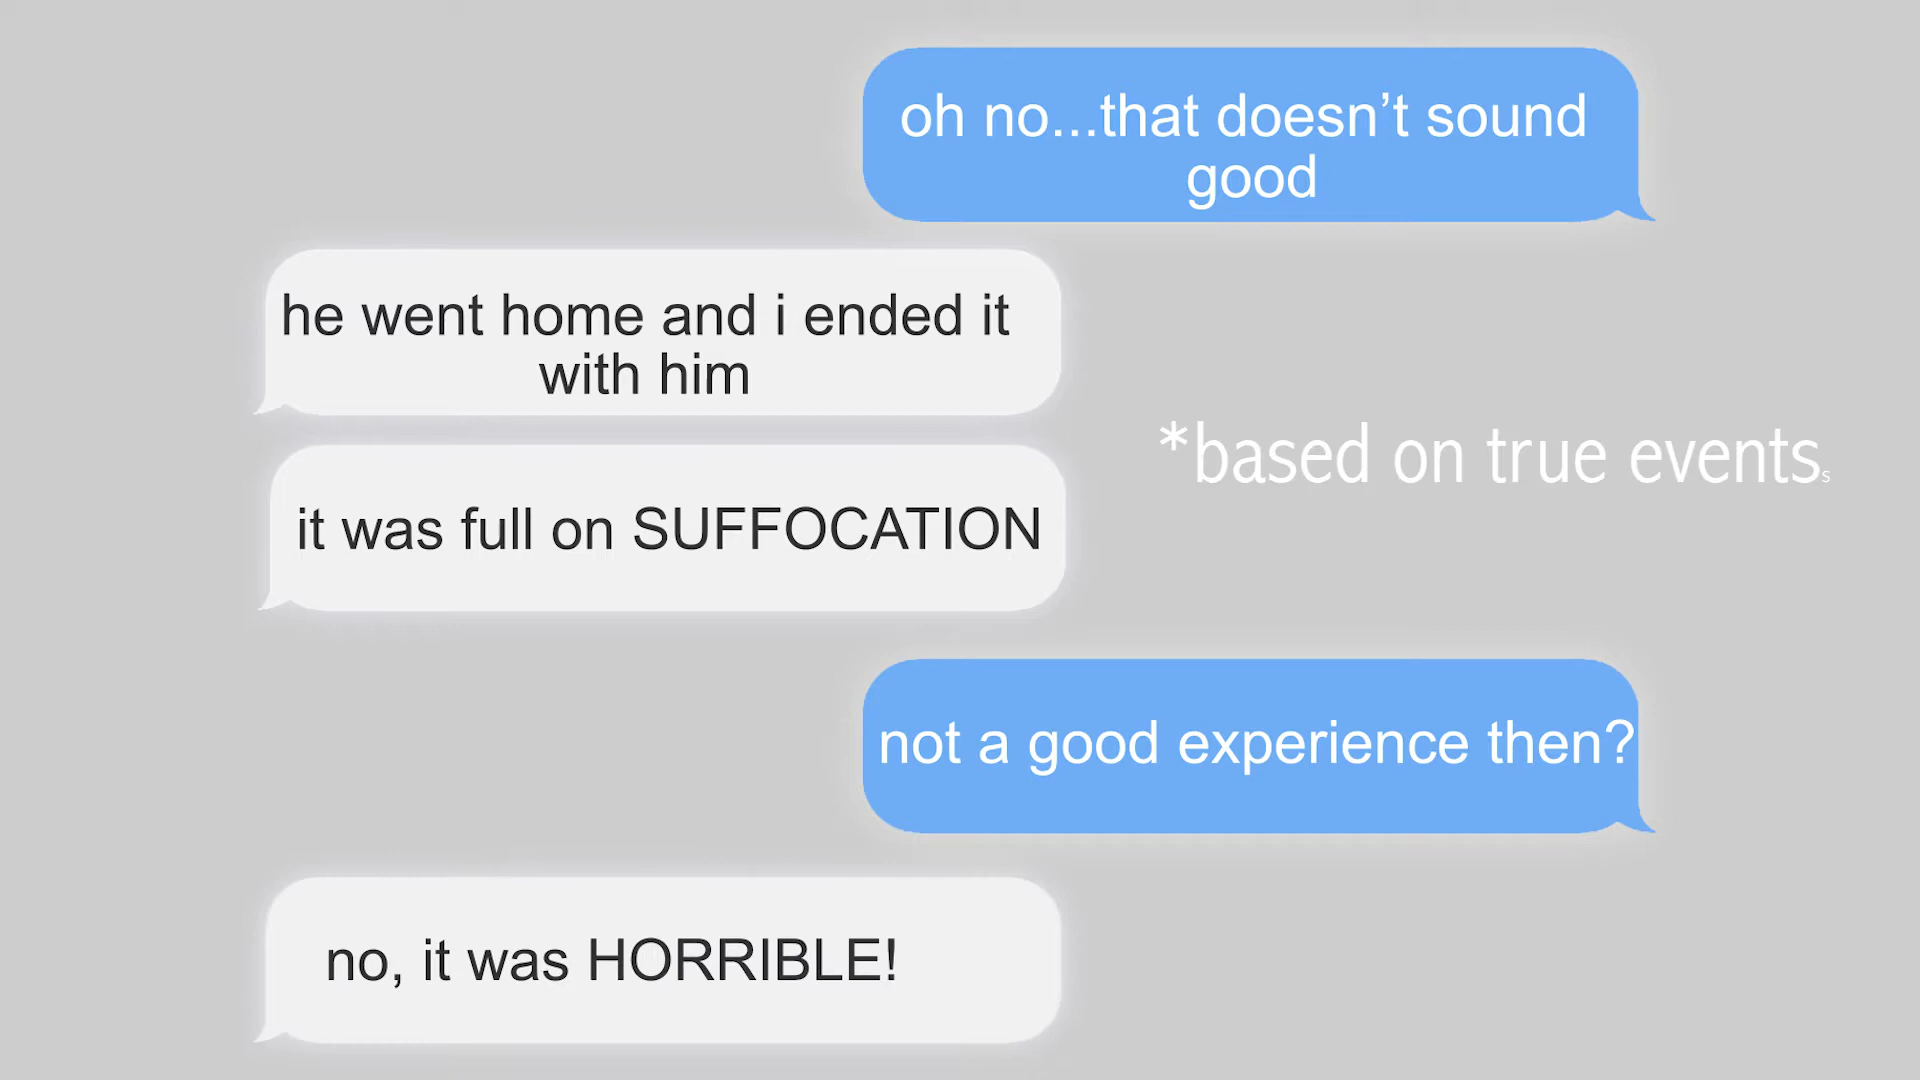 oh no...that doesn’t sound
good
he went home and i ended it
with him
*based on true events
s
it was full on SUFFOCATION
not a good experience then?
no, it was HORRIBLE!